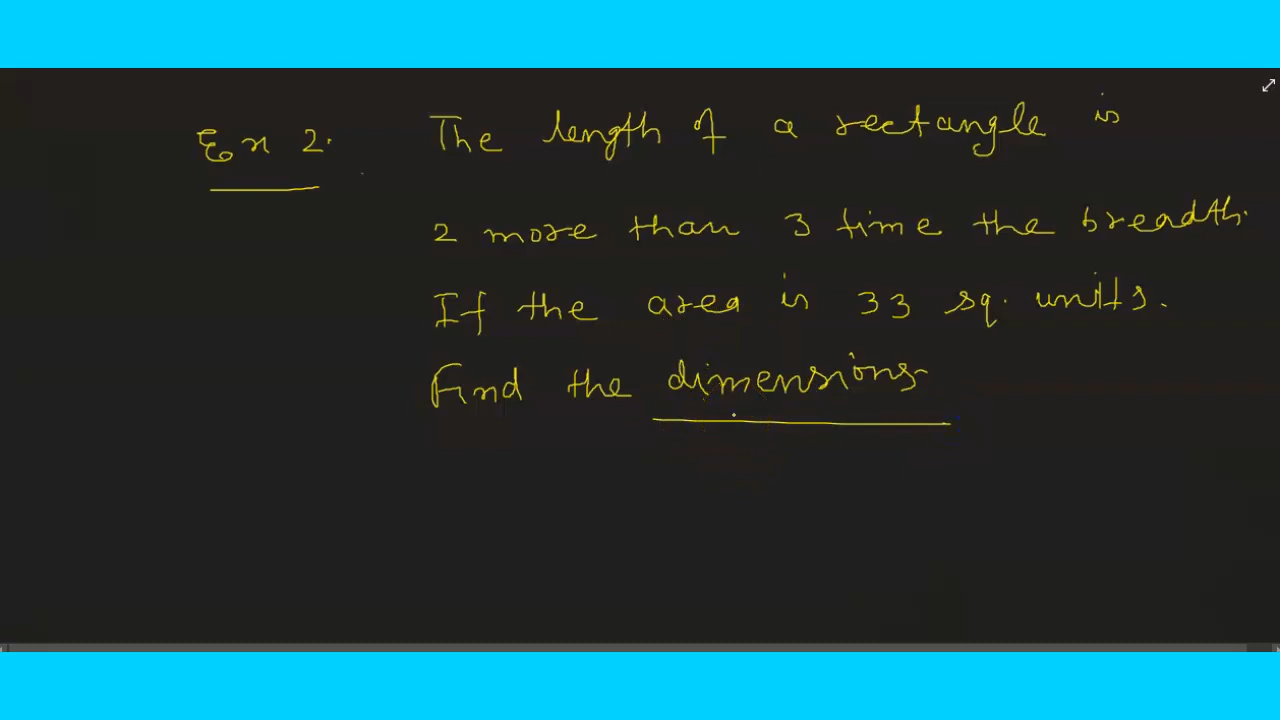 Ex 2.
The length of a rectangle is
2 more than 3 time the breadth.
If the area is 33 sq. units.
Find the dimensions.